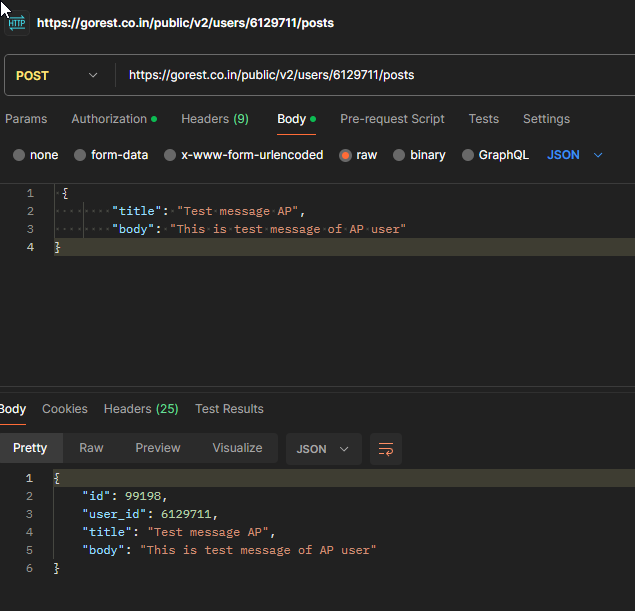 HTTP https://gorest.co.in/public/v2/users/6129711/posts
POST https://gorest.co.in/public/v2/users/6129711/posts
Params Authorization Headers (9) Body Pre-request Script Tests Settings
none form-data x-www-form-urlencoded raw binary GraphQL JSON
1 {
2 "title": "Test message AP",
3 "body": "This is test message of AP user"
4 }
Body Cookies Headers (25) Test Results
Pretty Raw Preview Visualize JSON
1 {
2 "id": 99198,
3 "user_id": 6129711,
4 "title": "Test message AP",
5 "body": "This is test message of AP user"
6 }